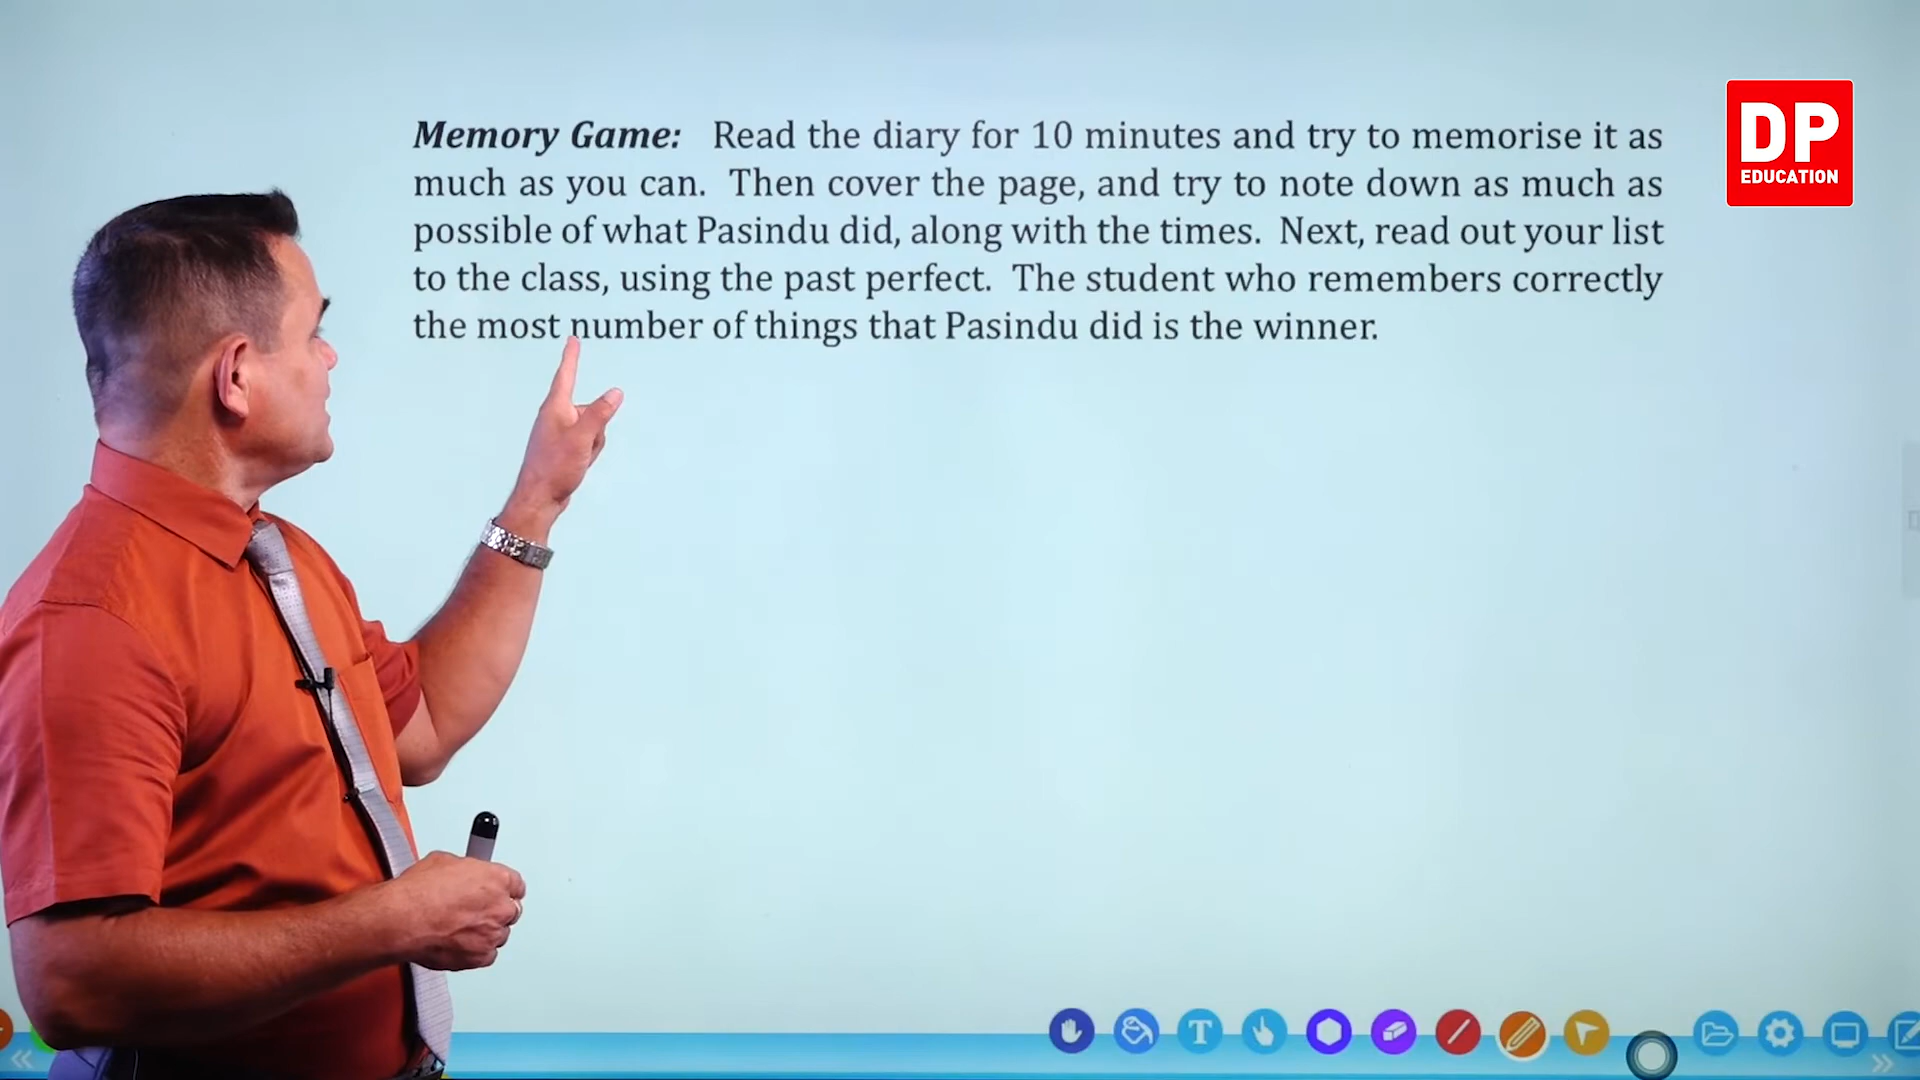 Memory Game: Read the diary for 10 minutes and try to memorise it as
much as you can. Then cover the page, and try to note down as much as
possible of what Pasindu did, along with the times. Next, read out your list
to the class, using the past perfect. The student who remembers correctly
the most number of things that Pasindu did is the winner.
DP
EDUCATION
T